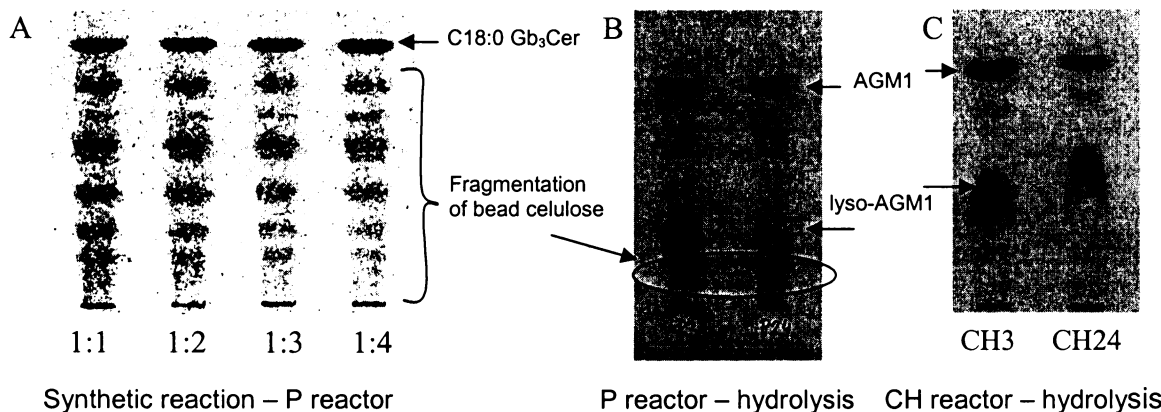 A
C18:0 Gb₃Cer
Fragmentation
of bead celulose
1:1 1:2 1:3 1:4
Synthetic reaction – P reactor
B
AGM1
lyso-AGM1
P reactor – hydrolysis
C
CH3 CH24
CH reactor – hydrolysis